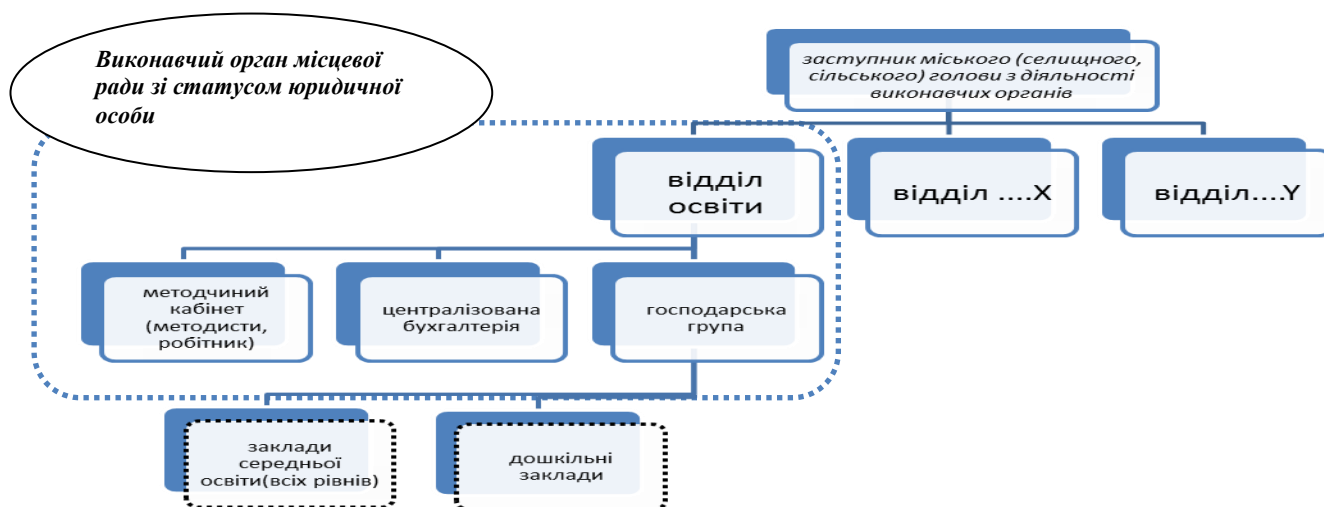 Виконавчий орган місцевої
ради зі статусом юридичної
особи
заступник міського (селищного,
сільського) голови з діяльності
виконавчих органів
відділ
освіти
відділ ....X
відділ....Y
методчиний
кабінет
(методисти,
робітник)
централізована
бухгалтерія
господарська
група
заклади
середньої
освіти(всіх рівнів)
дошкільні
заклади